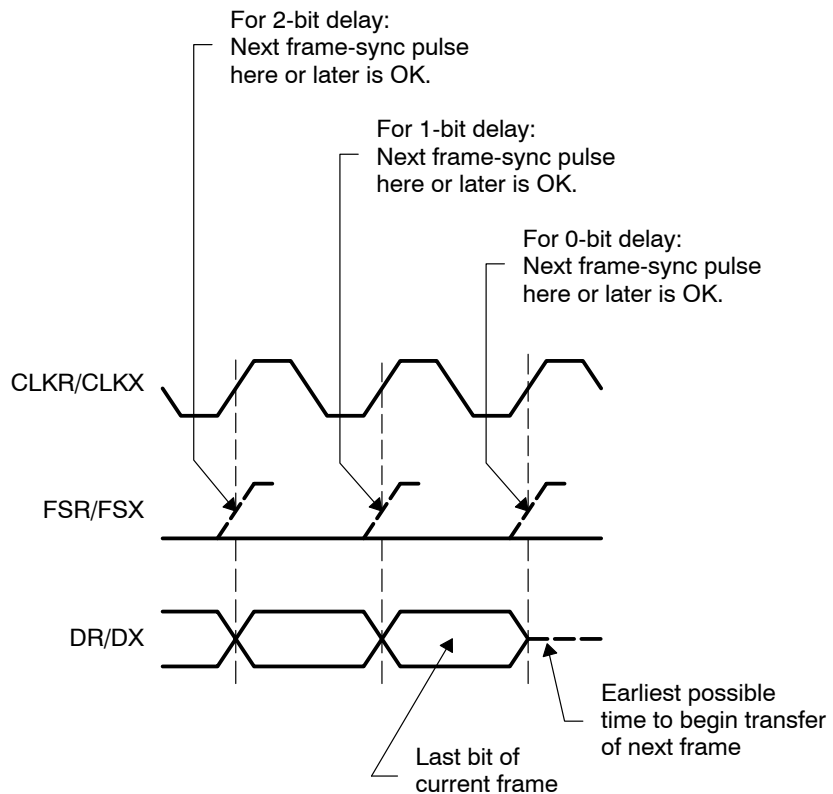 For 2-bit delay:
Next frame-sync pulse
here or later is OK.
For 1-bit delay:
Next frame-sync pulse
here or later is OK.
For 0-bit delay:
Next frame-sync pulse
here or later is OK.
CLKR/CLKX
FSR/FSX
DR/DX
Earliest possible
time to begin transfer
of next frame
Last bit of
current frame